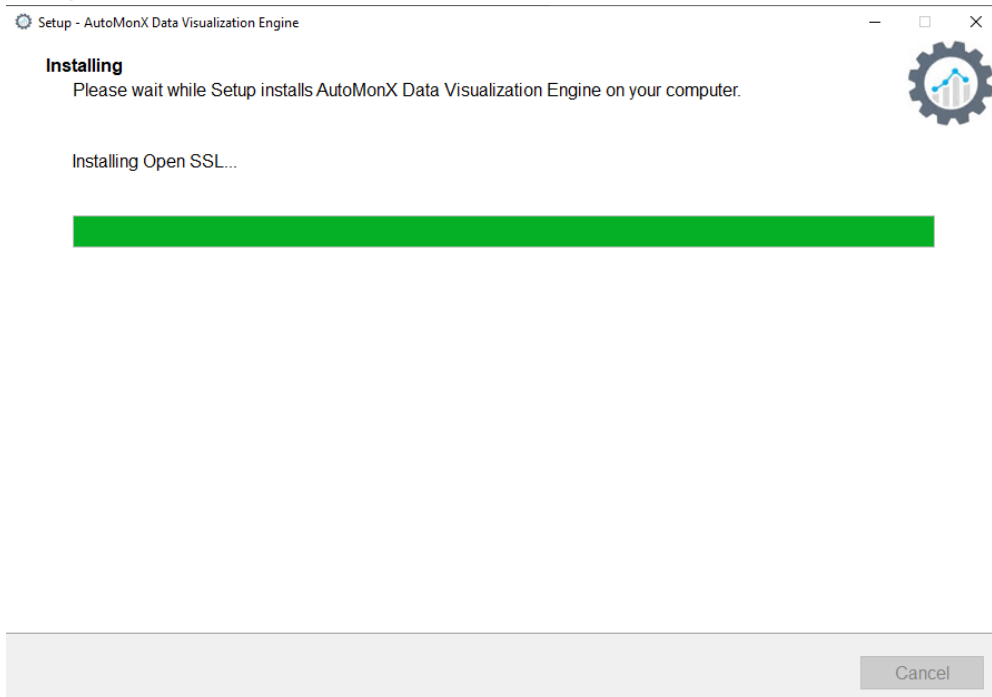 Setup - AutoMonX Data Visualization Engine
Installing
Please wait while Setup installs AutoMonX Data Visualization Engine on your computer.
Installing Open SSL...
Cancel